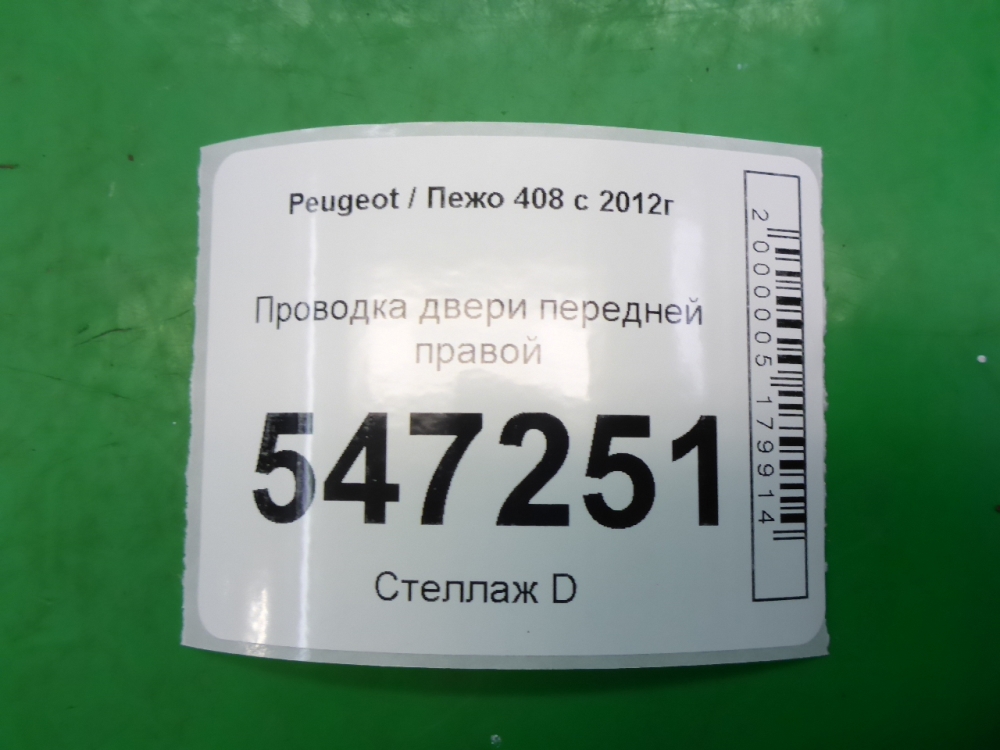 Peugeot / Пежо 408 с 2012г
Проводка двери передней
правой
547251
Стеллаж D
2000005179914